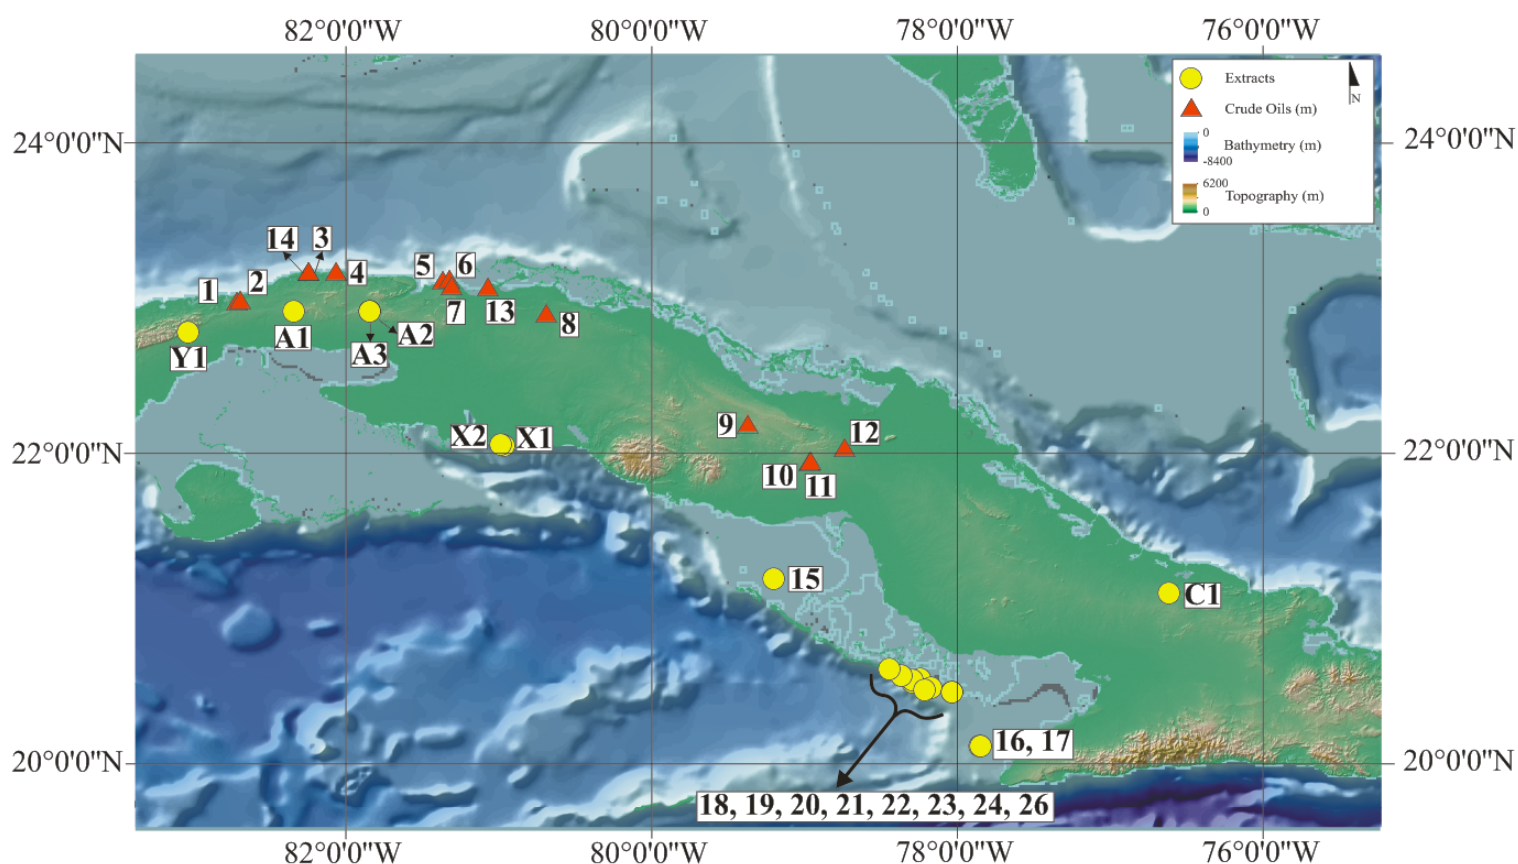 82°0'0"W 80°0'0"W 78°0'0"W 76°0'0"W
Extracts
Crude Oils (m)
N
0
Bathymetry (m)
-8400
6200
Topography (m)
0
24°0'0"N 24°0'0"N
14 3
4 5 6
1 2
7 13 8
A1 A2
Y1 A3
9 12
X2 X1
22°0'0"N 22°0'0"N
10 11
15
C1
16, 17
20°0'0"N 20°0'0"N
18, 19, 20, 21, 22, 23, 24, 26
82°0'0"W 80°0'0"W 78°0'0"W 76°0'0"W